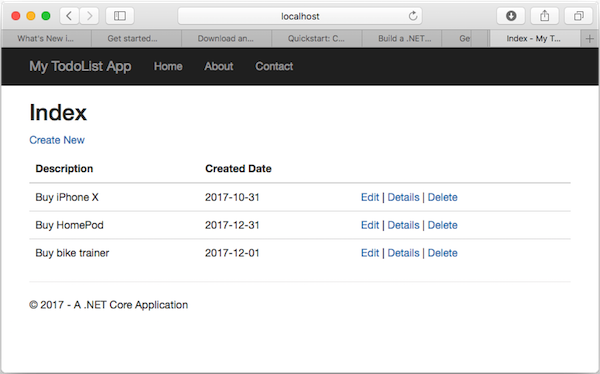 localhost
What's New i... Get started... Download an... Quickstart: C... Build a .NET... Ge Index - My T...
My TodoList App Home About Contact
Index
Create New
Description Created Date
Buy iPhone X 2017-10-31 Edit | Details | Delete
Buy HomePod 2017-12-31 Edit | Details | Delete
Buy bike trainer 2017-12-01 Edit | Details | Delete
© 2017 - A .NET Core Application